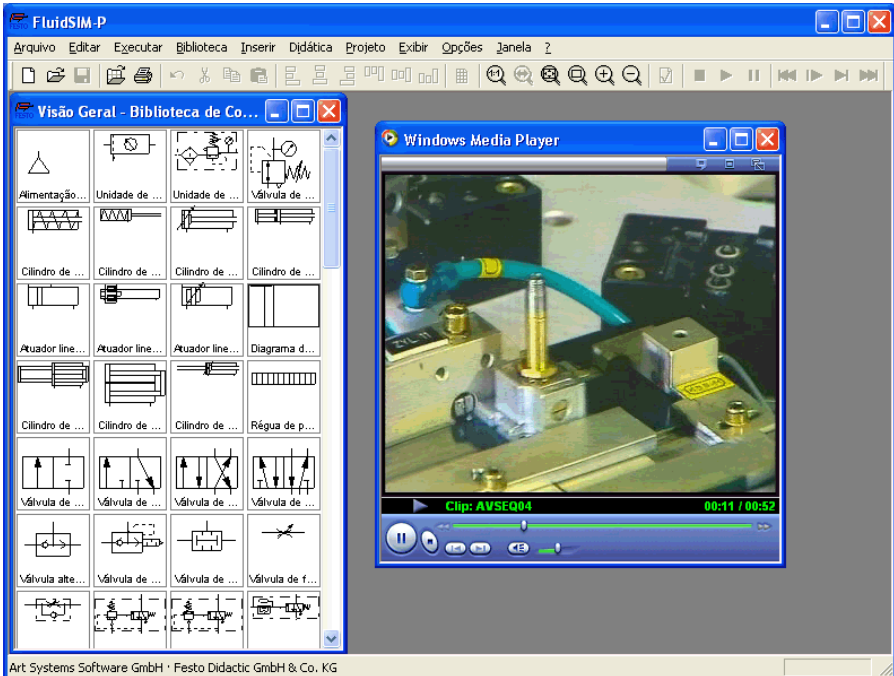 FluidSIM-P
Arquivo Editar Executar Biblioteca Inserir Didática Projeto Exibir Opções Janela ?
FESTO Visão Geral - Biblioteca de Co...
Alimentação... Unidade de ... Unidade de ... Válvula de ...
Cilindro de ... Cilindro de ... Cilindro de ... Cilindro de ...
Atuador line... Atuador line... Atuador line... Diagrama d...
Cilindro de ... Cilindro de ... Cilindro de ... Régua de p...
Válvula de ... Válvula de ... Válvula de ... Válvula de ...
Válvula alte... Válvula de ... Válvula de ... Válvula de f...
Windows Media Player
ZYL 11
Clip: AVSEQ04 00:11 / 00:52
Art Systems Software GmbH · Festo Didactic GmbH & Co. KG